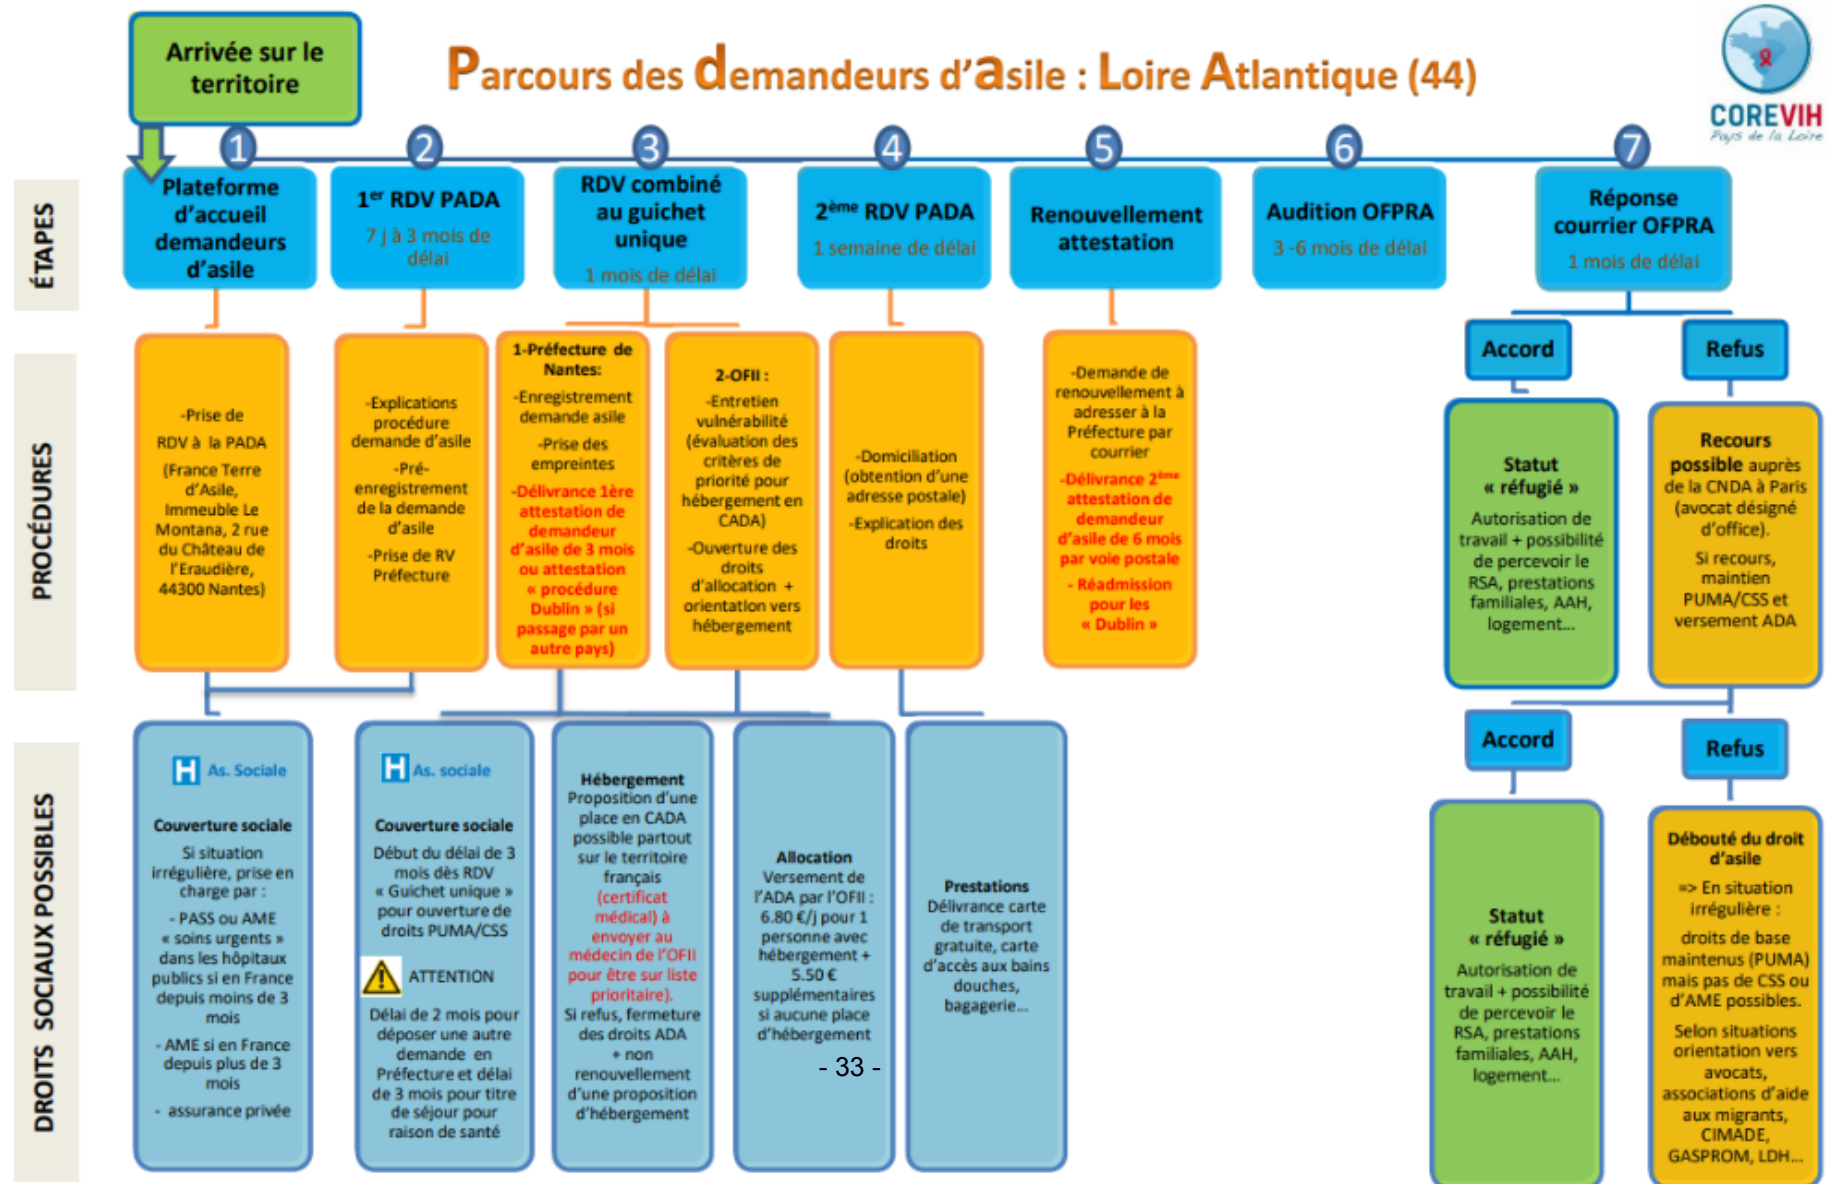 Arrivée sur le
territoire
Parcours des demandeurs d'asile : Loire Atlantique (44)
COREVIH
Pays de la Loire
ÉTAPES
1
Plateforme
d'accueil
demandeurs
d'asile
2
1er RDV PADA
7 j à 3 mois de
délai
3
RDV combiné
au guichet
unique
1 mois de délai
4
2ème RDV PADA
1 semaine de délai
5
Renouvellement
attestation
6
Audition OFPRA
3 -6 mois de délai
7
Réponse
courrier OFPRA
1 mois de délai
PROCÉDURES
-Prise de
RDV à la PADA
(France Terre
d'Asile,
Immeuble Le
Montana, 2 rue
du Château de
l'Eraudière,
44300 Nantes)
-Explications
procédure
demande d'asile
-Pré-
enregistrement
de la demande
d'asile
-Prise de RV
Préfecture
1-Préfecture de
Nantes:
-Enregistrement
demande asile
-Prise des
empreintes
-Délivrance 1ère
attestation de
demandeur
d'asile de 3 mois
ou attestation
« procédure
Dublin » (si
passage par un
autre pays)
2-OFII :
-Entretien
vulnérabilité
(évaluation des
critères de
priorité pour
hébergement en
CADA)
-Ouverture des
droits
d'allocation +
orientation vers
hébergement
-Domiciliation
(obtention d'une
adresse postale)
-Explication des
droits
-Demande de
renouvellement à
adresser à la
Préfecture par
courrier
-Délivrance 2ème
attestation de
demandeur
d'asile de 6 mois
par voie postale
- Réadmission
pour les
« Dublin »
Accord
Statut
« réfugié »
Autorisation de
travail + possibilité
de percevoir le
RSA, prestations
familiales, AAH,
logement...
Refus
Recours
possible auprès
de la CNDA à Paris
(avocat désigné
d'office).
Si recours,
maintien
PUMA/CSS et
versement ADA
DROITS SOCIAUX POSSIBLES
H As. Sociale
Couverture sociale
Si situation
irrégulière, prise en
charge par :
- PASS ou AME
« soins urgents »
dans les hôpitaux
publics si en France
depuis moins de 3
mois
- AME si en France
depuis plus de 3
mois
- assurance privée
H As. sociale
Couverture sociale
Début du délai de 3
mois dès RDV
« Guichet unique »
pour ouverture de
droits PUMA/CSS
ATTENTION
Délai de 2 mois pour
déposer une autre
demande en
Préfecture et délai
de 3 mois pour titre
de séjour pour
raison de santé
Hébergement
Proposition d'une
place en CADA
possible partout
sur le territoire
français
(certificat
médical) à
envoyer au
médecin de l'OFII
pour être sur liste
prioritaire).
Si refus, fermeture
des droits ADA
+ non
renouvellement
d'une proposition
d'hébergement
Allocation
Versement de
l'ADA par l'OFII :
6.80 €/j pour 1
personne avec
hébergement +
5.50 €
supplémentaires
si aucune place
d'hébergement
Prestations
Délivrance carte
de transport
gratuite, carte
d'accès aux bains
douches,
bagagerie...
Accord
Statut
« réfugié »
Autorisation de
travail + possibilité
de percevoir le
RSA, prestations
familiales, AAH,
logement...
Refus
Débouté du droit
d'asile
=> En situation
irrégulière :
droits de base
maintenus (PUMA)
mais pas de CSS ou
d'AME possibles.
Selon situations
orientation vers
avocats,
associations d'aide
aux migrants,
CIMADE,
GASPROM, LDH...
- 33 -